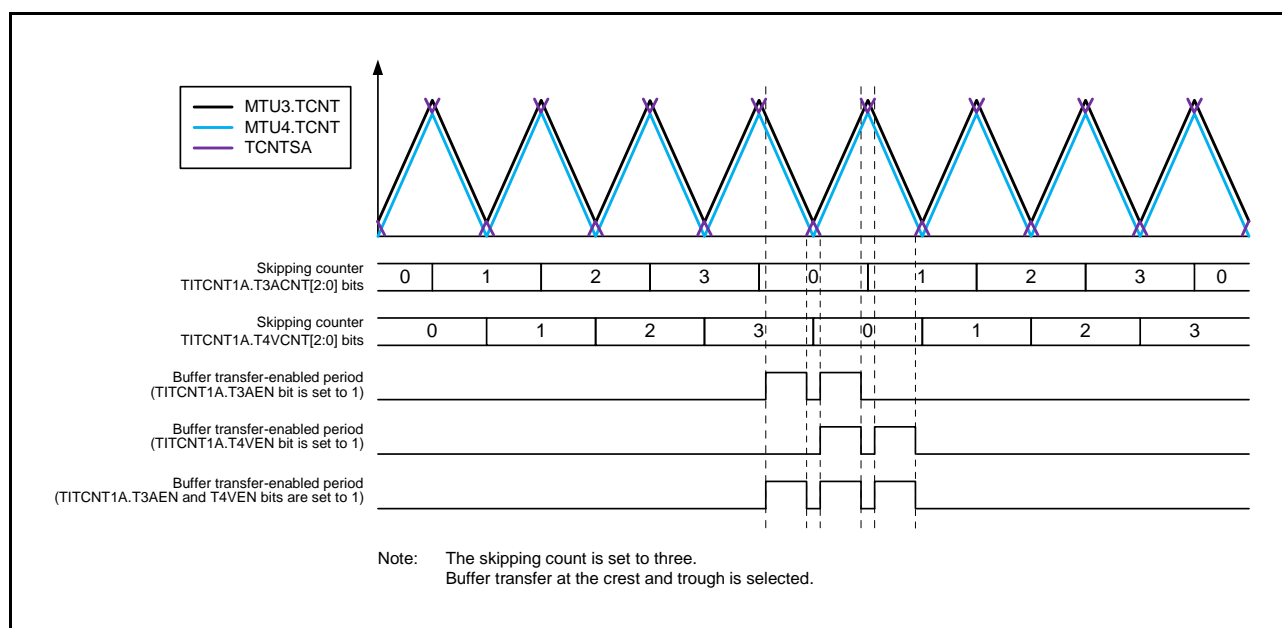 MTU3.TCNT
MTU4.TCNT
TCNTSA
Skipping counter
TITCNT1A.T3ACNT[2:0] bits
0 1 2 3 0 1 2 3 0
Skipping counter
TITCNT1A.T4VCNT[2:0] bits
0 1 2 3 0 1 2 3
Buffer transfer-enabled period
(TITCNT1A.T3AEN bit is set to 1)
Buffer transfer-enabled period
(TITCNT1A.T4VEN bit is set to 1)
Buffer transfer-enabled period
(TITCNT1A.T3AEN and T4VEN bits are set to 1)
Note: The skipping count is set to three.
Buffer transfer at the crest and trough is selected.